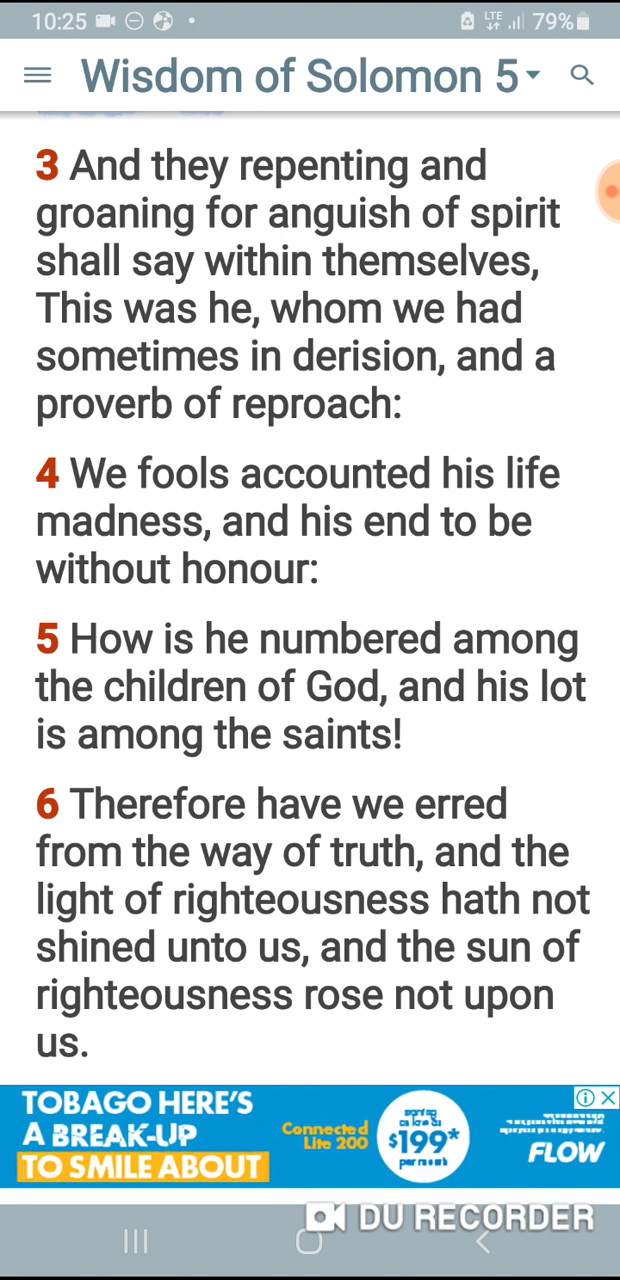 10:25
LTE
79%
Wisdom of Solomon 5
3 And they repenting and
groaning for anguish of spirit
shall say within themselves,
This was he, whom we had
sometimes in derision, and a
proverb of reproach:
4 We fools accounted his life
madness, and his end to be
without honour:
5 How is he numbered among
the children of God, and his lot
is among the saints!
6 Therefore have we erred
from the way of truth, and the
light of righteousness hath not
shined unto us, and the sun of
righteousness rose not upon
us.
TOBAGO HERE'S
A BREAK-UP
TO SMILE ABOUT
Connected
Lite 200
$199*
per month
FLOW
DU RECORDER